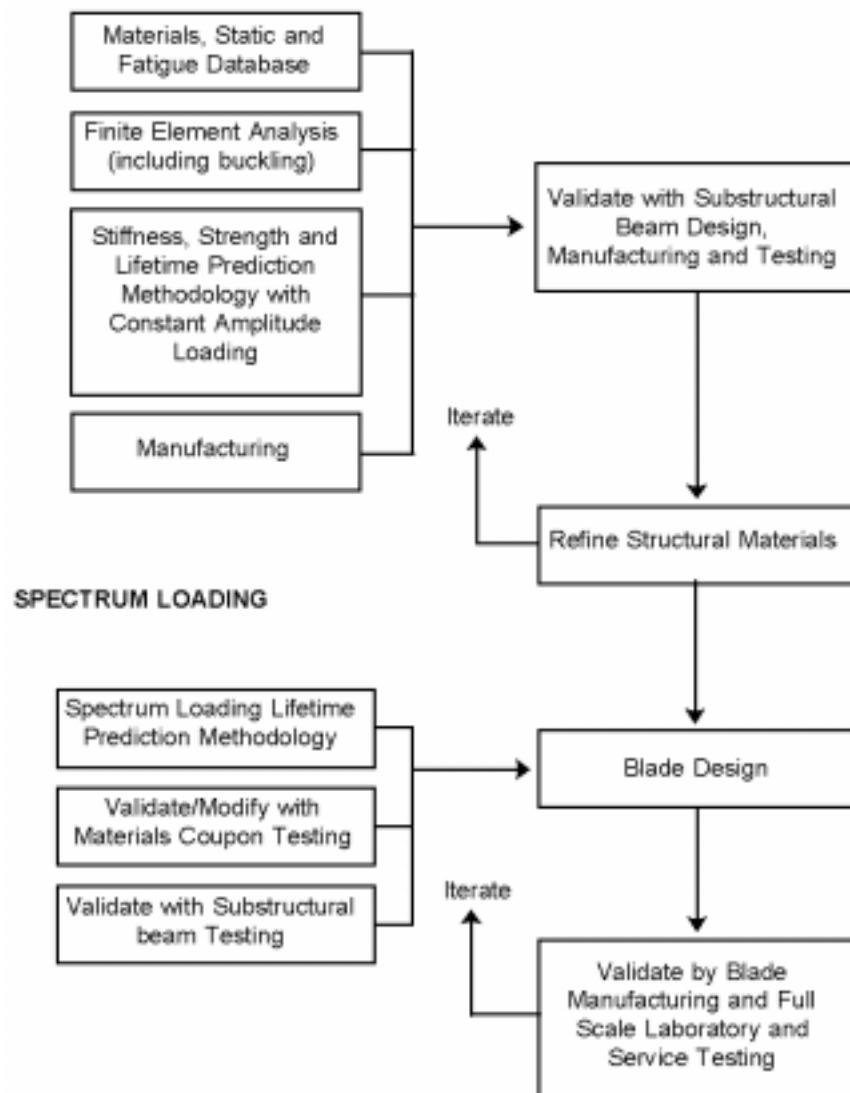 Materials, Static and
Fatigue Database
Finite Element Analysis
(including buckling)
Stiffness, Strength and
Lifetime Prediction
Methodology with
Constant Amplitude
Loading
Manufacturing
Validate with Substructural
Beam Design,
Manufacturing and Testing
Iterate
Refine Structural Materials
SPECTRUM LOADING
Spectrum Loading Lifetime
Prediction Methodology
Validate/Modify with
Materials Coupon Testing
Validate with Substructural
beam Testing
Blade Design
Iterate
Validate by Blade
Manufacturing and Full
Scale Laboratory and
Service Testing